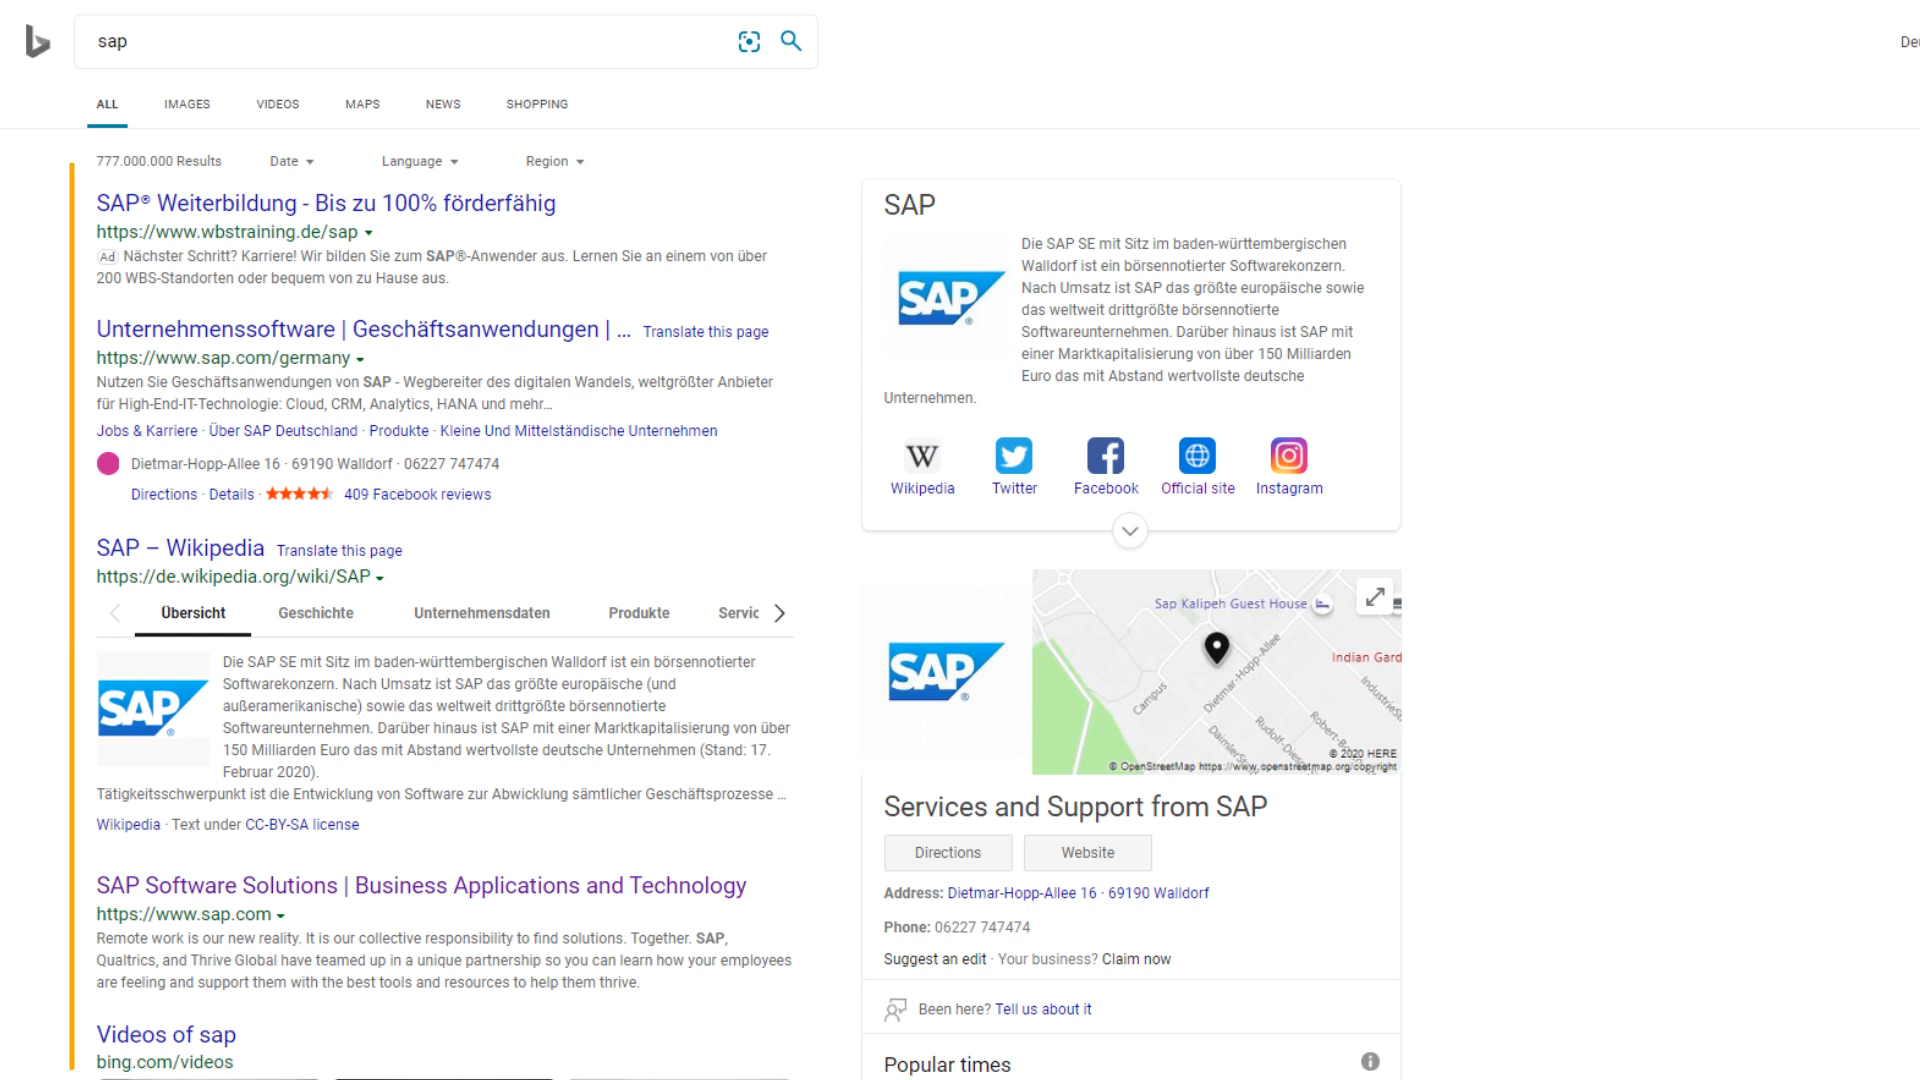 sap
De
ALL IMAGES VIDEOS MAPS NEWS SHOPPING
777.000.000 Results Date Language Region
SAP® Weiterbildung - Bis zu 100% förderfähig
https://www.wbstraining.de/sap
Ad Nächster Schritt? Karriere! Wir bilden Sie zum SAP®-Anwender aus. Lernen Sie an einem von über
200 WBS-Standorten oder bequem von zu Hause aus.
Unternehmenssoftware | Geschäftsanwendungen | ... Translate this page
https://www.sap.com/germany
Nutzen Sie Geschäftsanwendungen von SAP - Wegbereiter des digitalen Wandels, weltgrößter Anbieter
für High-End-IT-Technologie: Cloud, CRM, Analytics, HANA und mehr...
Jobs & Karriere · Über SAP Deutschland · Produkte · Kleine Und Mittelständische Unternehmen
Dietmar-Hopp-Allee 16 · 69190 Walldorf · 06227 747474
Directions · Details · 409 Facebook reviews
SAP – Wikipedia Translate this page
https://de.wikipedia.org/wiki/SAP
Übersicht Geschichte Unternehmensdaten Produkte Servic
SAP®
Die SAP SE mit Sitz im baden-württembergischen Walldorf ist ein börsennotierter
Softwarekonzern. Nach Umsatz ist SAP das größte europäische (und
außeramerikanische) sowie das weltweit drittgrößte börsennotierte
Softwareunternehmen. Darüber hinaus ist SAP mit einer Marktkapitalisierung von über
150 Milliarden Euro das mit Abstand wertvollste deutsche Unternehmen (Stand: 17.
Februar 2020).
Tätigkeitsschwerpunkt ist die Entwicklung von Software zur Abwicklung sämtlicher Geschäftsprozesse ...
Wikipedia · Text under CC-BY-SA license
SAP Software Solutions | Business Applications and Technology
https://www.sap.com
Remote work is our new reality. It is our collective responsibility to find solutions. Together. SAP,
Qualtrics, and Thrive Global have teamed up in a unique partnership so you can learn how your employees
are feeling and support them with the best tools and resources to help them thrive.
Videos of sap
bing.com/videos
SAP
SAP®
Die SAP SE mit Sitz im baden-württembergischen
Walldorf ist ein börsennotierter Softwarekonzern.
Nach Umsatz ist SAP das größte europäische sowie
das weltweit drittgrößte börsennotierte
Softwareunternehmen. Darüber hinaus ist SAP mit
einer Marktkapitalisierung von über 150 Milliarden
Euro das mit Abstand wertvollste deutsche
Unternehmen.
W
Wikipedia Twitter Facebook Official site Instagram
SAP®
Sap Kalipeh Guest House
Indian Gard
Campus
Dietmar-Hopp-Allee
Industries
Rudolf-Dies
Robert-B
Daimlers
© 2020 HERE
© OpenStreetMap https://www.openstreetmap.org/copyright
Services and Support from SAP
Directions Website
Address: Dietmar-Hopp-Allee 16 · 69190 Walldorf
Phone: 06227 747474
Suggest an edit · Your business? Claim now
Been here? Tell us about it
Popular times